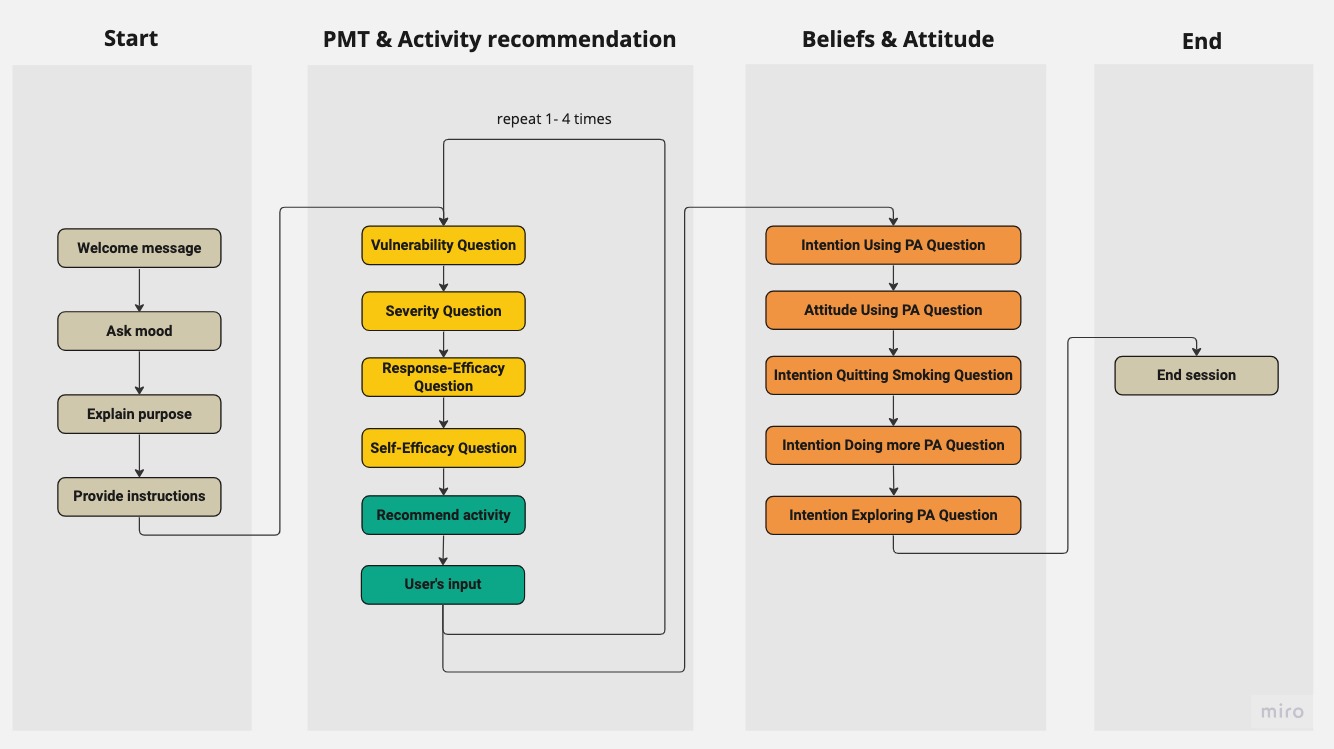 Start
PMT & Activity recommendation
Beliefs & Attitude
End
repeat 1- 4 times
Welcome message
Ask mood
Explain purpose
Provide instructions
Vulnerability Question
Severity Question
Response-Efficacy
Question
Self-Efficacy Question
Recommend activity
User's input
Intention Using PA Question
Attitude Using PA Question
Intention Quitting Smoking Question
Intention Doing more PA Question
Intention Exploring PA Question
End session
miro